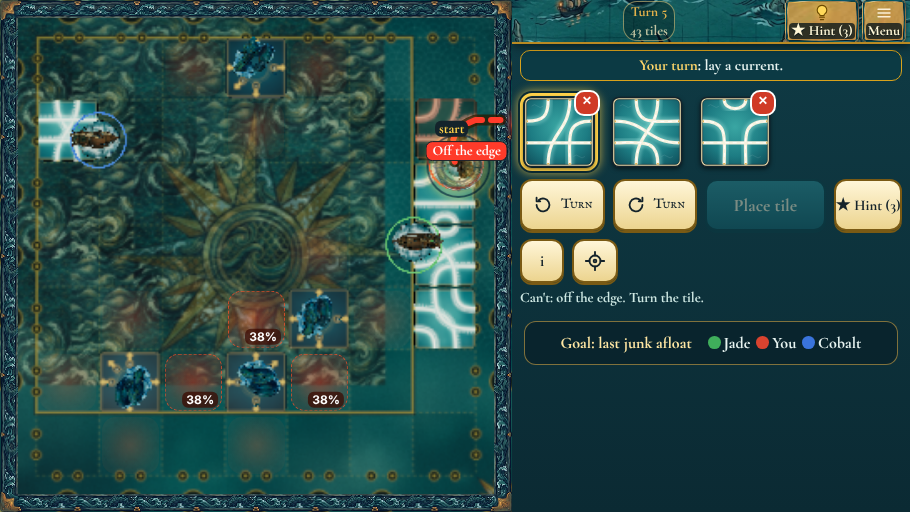 Turn 5
43 tiles
★ Hint (3)
Menu
Your turn: lay a current.
start
Off the edge
Turn
Turn
Place tile
★ Hint (3)
i
Can't: off the edge. Turn the tile.
Goal: last junk afloat
Jade
You
Cobalt
38%
38%
38%